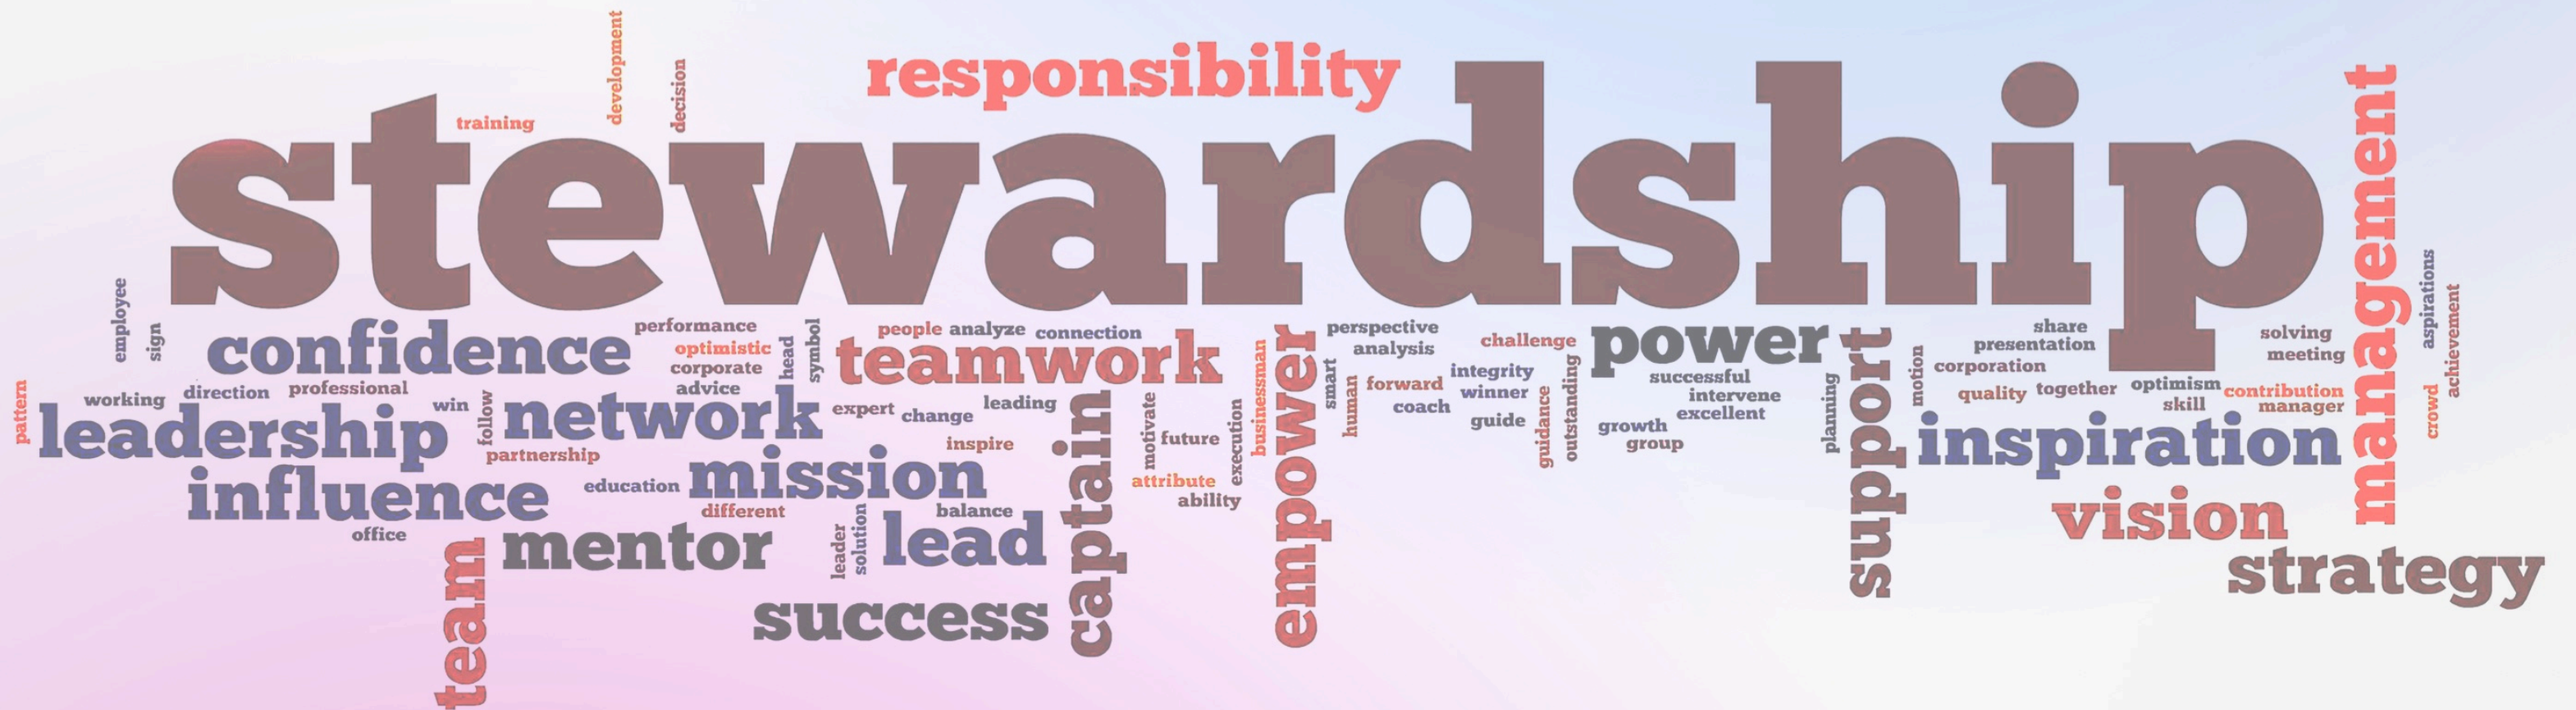 development
decision
responsibility
training
stewardship
management
employee
sign
confidence
performance
optimistic
corporate
advice
head
symbol
people analyze connection
teamwork
businessman
empower
perspective
analysis
smart
human
forward
coach
challenge
integrity
winner
guide
guidance
outstanding
power
successful
intervene
excellent
growth
group
planning
support
motion
share
presentation
corporation
quality together
optimism
skill
solving
meeting
contribution
manager
aspirations
achievement
crowd
pattern
working direction professional
leadership
win
follow
network
partnership
expert change leading
inspire
captain
motivate
future
execution
attribute
ability
inspiration
influence
education
mission
different
balance
office
team
mentor
leader
solution
lead
success
vision
strategy